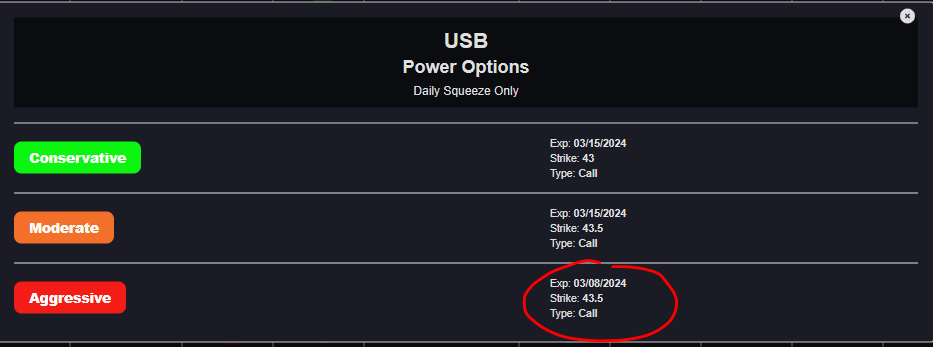 USB
Power Options
Daily Squeeze Only
Conservative
Exp: 03/15/2024
Strike: 43
Type: Call
Moderate
Exp: 03/15/2024
Strike: 43.5
Type: Call
Aggressive
Exp: 03/08/2024
Strike: 43.5
Type: Call